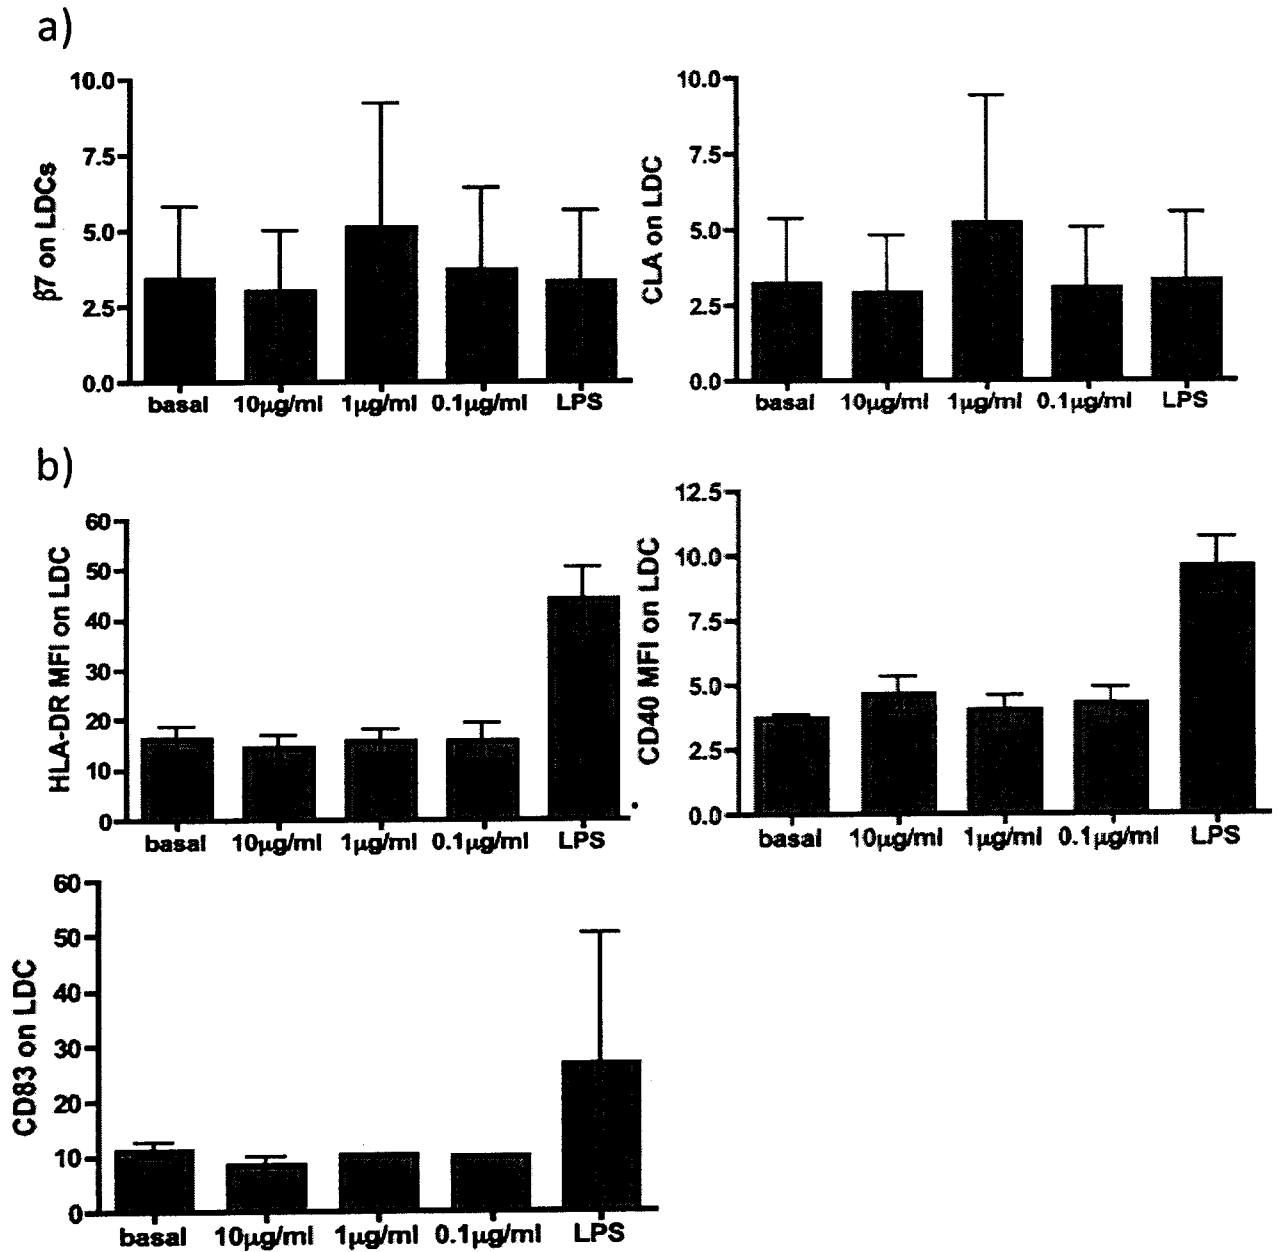 a)
10.0
7.5
5.0
2.5
0.0
β7 on LDCs
basal 10μg/ml 1μg/ml 0.1μg/ml LPS
10.0
7.5
5.0
2.5
0.0
CLA on LDC
basal 10μg/ml 1μg/ml 0.1μg/ml LPS
b)
60
50
40
30
20
10
0
HLA-DR MFI on LDC
basal 10μg/ml 1μg/ml 0.1μg/ml LPS
12.5
10.0
7.5
5.0
2.5
0.0
CD40 MFI on LDC
basal 10μg/ml 1μg/ml 0.1μg/ml LPS
60
50
40
30
20
10
0
CD83 on LDC
basal 10μg/ml 1μg/ml 0.1μg/ml LPS